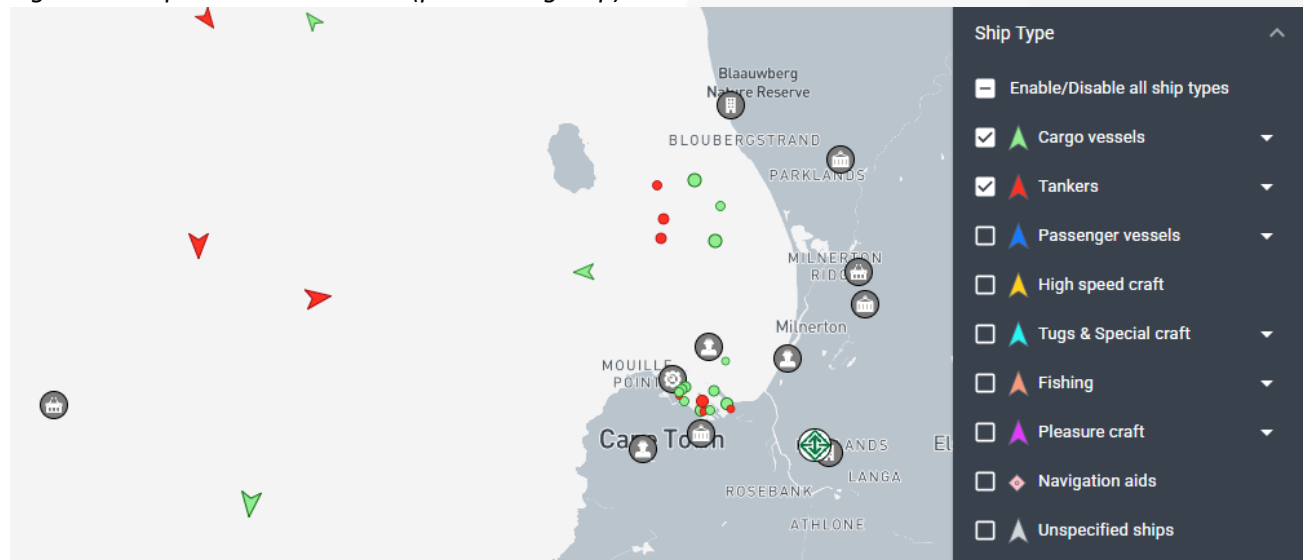 Blaauwberg
Nature Reserve
BLOUBERGSTRAND
PARKLANDS
MILNERTON
RIDGE
Milnerton
MOUILLE
POINT
Cape Town
LANGA
ROSEBANK
ATHLONE
Ship Type
Enable/Disable all ship types
Cargo vessels
Tankers
Passenger vessels
High speed craft
Tugs & Special craft
Fishing
Pleasure craft
Navigation aids
Unspecified ships